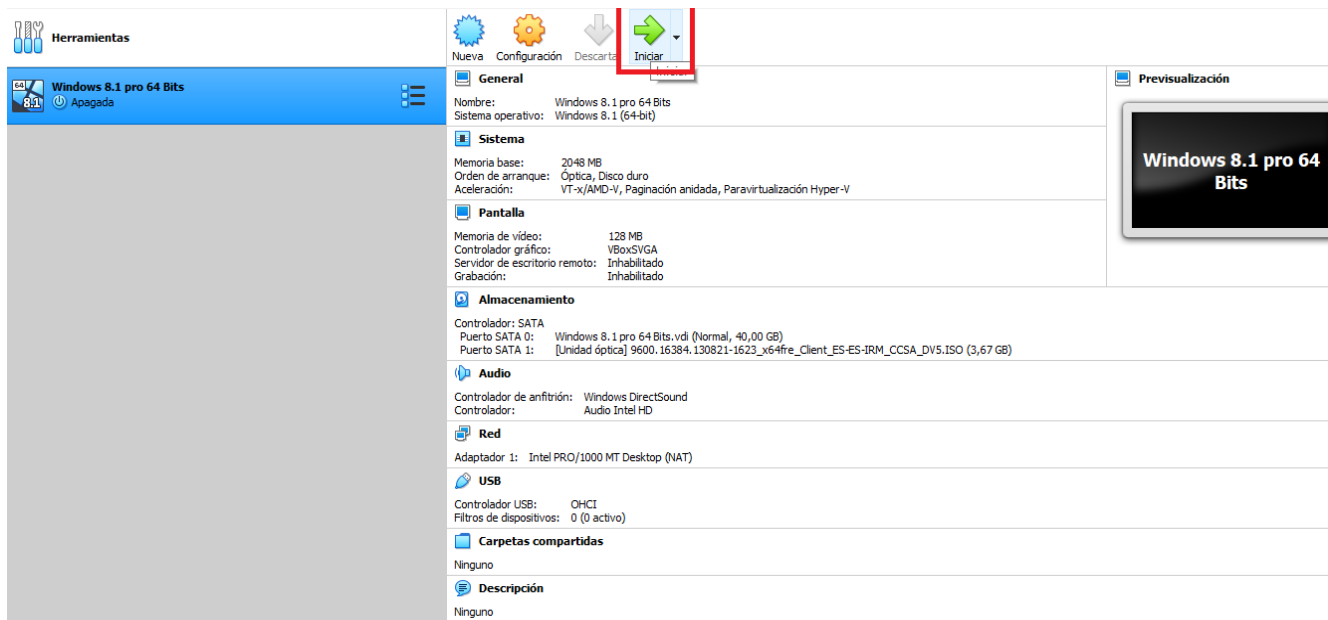 Herramientas
Nueva Configuración Descartar Iniciar
64 8.1 Windows 8.1 pro 64 Bits
Apagada
General
Nombre: Windows 8.1 pro 64 Bits
Sistema operativo: Windows 8.1 (64-bit)
Previsualización
Windows 8.1 pro 64
Bits
Sistema
Memoria base: 2048 MB
Orden de arranque: Óptica, Disco duro
Aceleración: VT-x/AMD-V, Paginación anidada, Paravirtualización Hyper-V
Pantalla
Memoria de vídeo: 128 MB
Controlador gráfico: VBoxSVGA
Servidor de escritorio remoto: Inhabilitado
Grabación: Inhabilitado
Almacenamiento
Controlador: SATA
Puerto SATA 0: Windows 8.1 pro 64 Bits.vdi (Normal, 40,00 GB)
Puerto SATA 1: [Unidad óptica] 9600.16384.130821-1623_x64fre_Client_ES-ES-IRM_CCSA_DV5.ISO (3,67 GB)
Audio
Controlador de anfitrión: Windows DirectSound
Controlador: Audio Intel HD
Red
Adaptador 1: Intel PRO/1000 MT Desktop (NAT)
USB
Controlador USB: OHCI
Filtros de dispositivos: 0 (0 activo)
Carpetas compartidas
Ninguno
Descripción
Ninguno